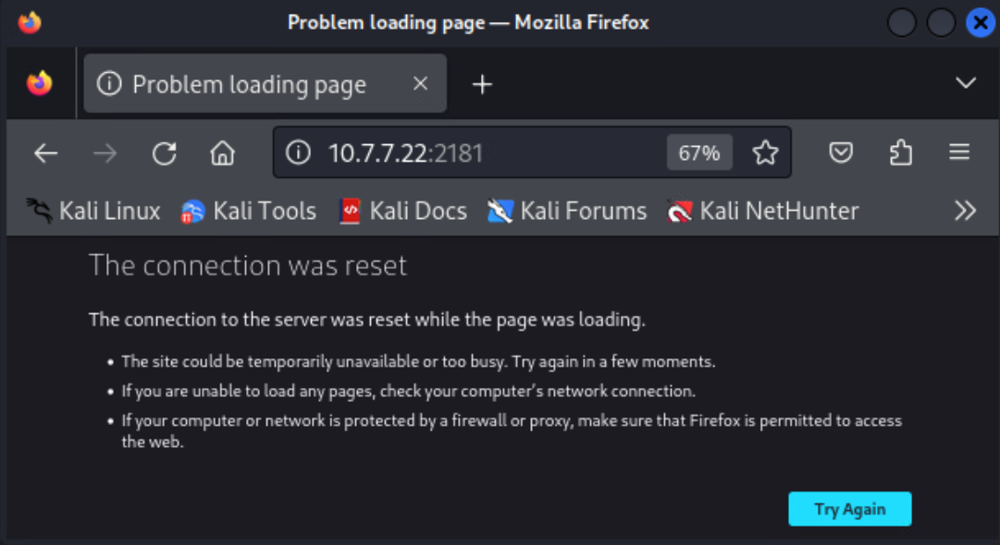 Problem loading page — Mozilla Firefox
Problem loading page
10.7.7.22:2181 67%
Kali Linux Kali Tools Kali Docs Kali Forums Kali NetHunter
The connection was reset
The connection to the server was reset while the page was loading.
• The site could be temporarily unavailable or too busy. Try again in a few moments.
• If you are unable to load any pages, check your computer’s network connection.
• If your computer or network is protected by a firewall or proxy, make sure that Firefox is permitted to access
the web.
Try Again